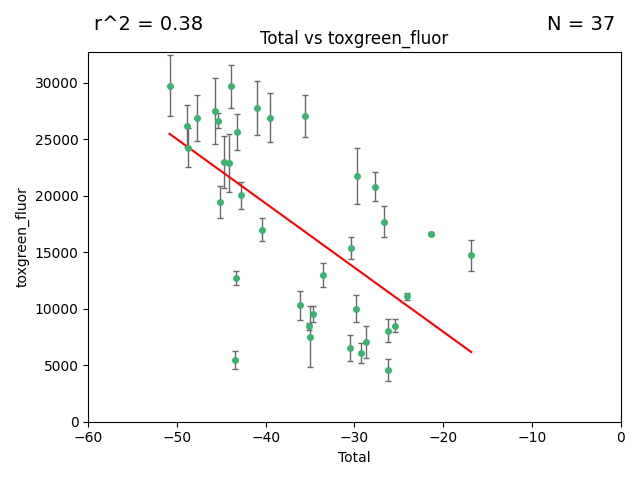 r^2 = 0.38
N = 37
Total vs toxgreen_fluor
toxgreen_fluor
30000
25000
20000
15000
10000
5000
0
−60
−50
−40
−30
−20
−10
0
Total